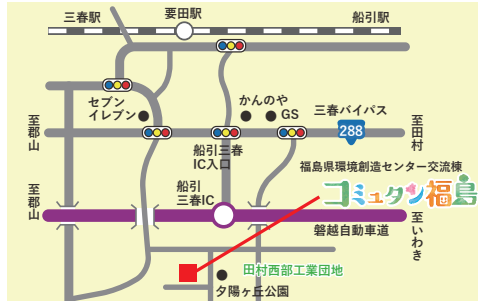 三春駅
要田駅
船引駅
セブン
イレブン
かんのや
GS
三春バイパス
288
至郡山
至田村
船引三春
IC入口
福島県環境創造センター交流棟
コミュタン福島
至郡山
船引
三春IC
磐越自動車道
至いわき
田村西部工業団地
夕陽ヶ丘公園